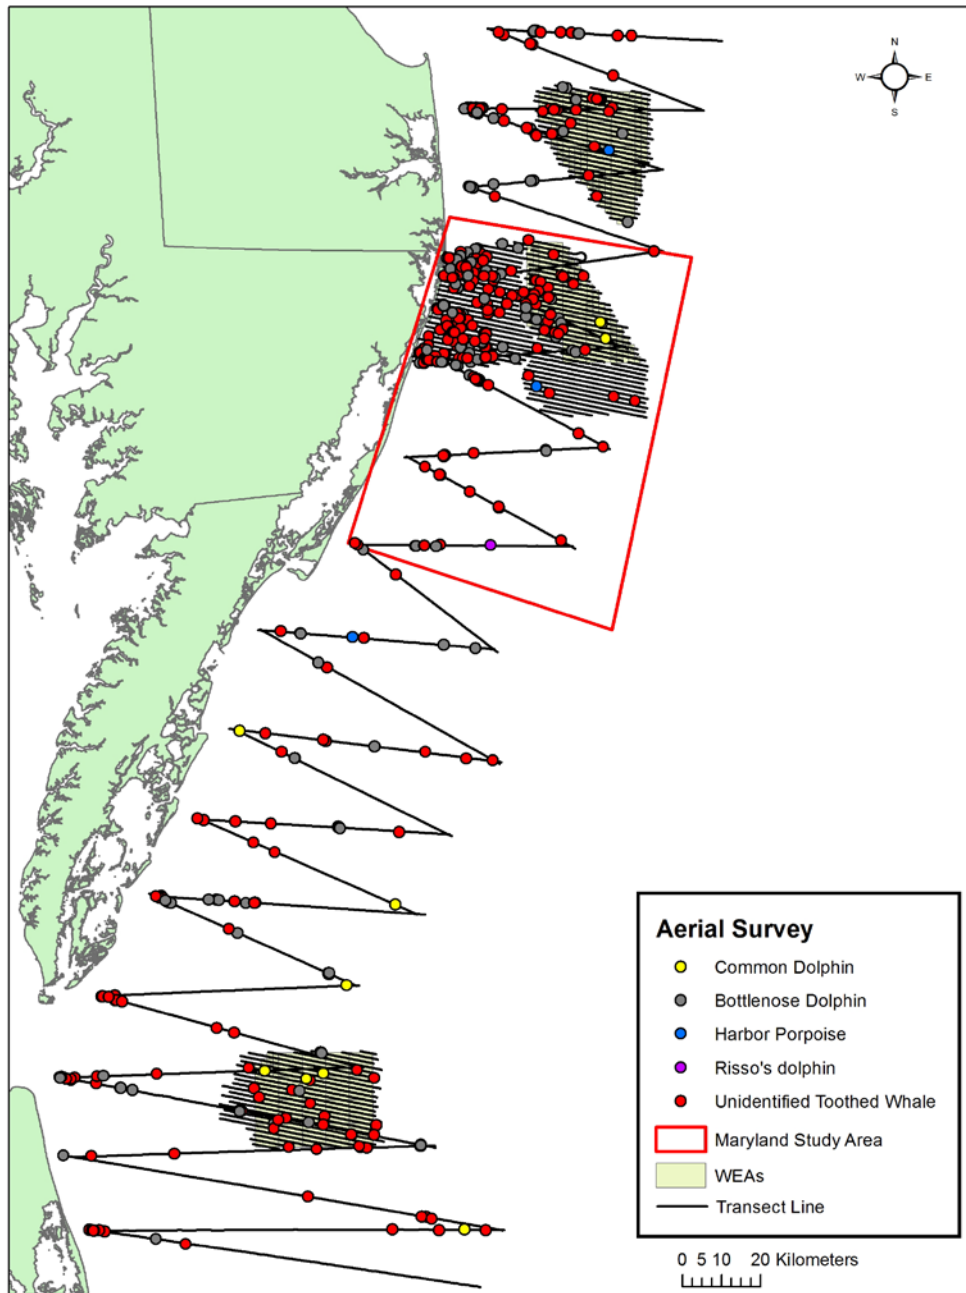 N
W E
S
Aerial Survey
Common Dolphin
Bottlenose Dolphin
Harbor Porpoise
Risso's dolphin
Unidentified Toothed Whale
Maryland Study Area
WEAs
Transect Line
0 5 10 20 Kilometers